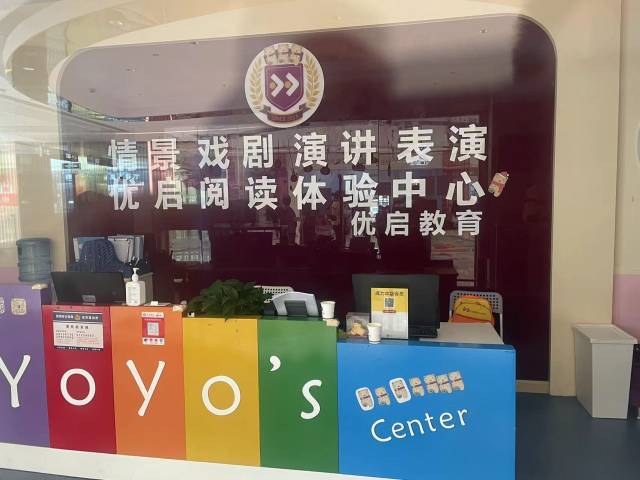 情景 戏剧 演讲 表演
优启阅读体验中心
优启教育
YoYo's
Center